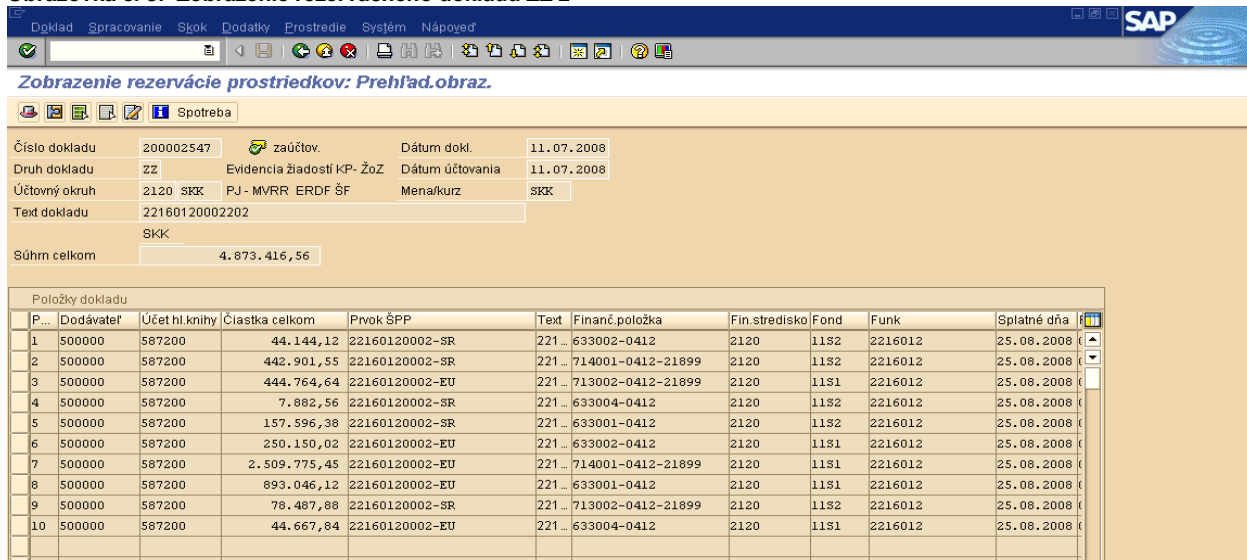 Doklad Spracovanie Skok Dodatky Prostredie Systém Nápoveď
SAP
Zobrazenie rezervácie prostriedkov: Prehľad.obraz.
Spotreba
Číslo dokladu 200002547 zaúčtov. Dátum dokl. 11.07.2008
Druh dokladu ZZ Evidencia žiadostí KP- ŽoZ Dátum účtovania 11.07.2008
Účtovný okruh 2120 SKK PJ - MVRR ERDF ŠF Mena/kurz SKK
Text dokladu 22160120002202
SKK
Súhrn celkom 4.873.416,56
Položky dokladu
P... Dodávateľ Účet hl.knihy Čiastka celkom Prvok ŠPP Text Finanč.položka Fin.stredisko Fond Funk Splatné dňa
1 500000 587200 44.144,12 22160120002-SR 221… 633002-0412 2120 11S2 2216012 25.08.2008
2 500000 587200 442.901,55 22160120002-SR 221… 714001-0412-21899 2120 11S2 2216012 25.08.2008
3 500000 587200 444.764,64 22160120002-EU 221… 713002-0412-21899 2120 11S1 2216012 25.08.2008
4 500000 587200 7.882,56 22160120002-SR 221… 633004-0412 2120 11S2 2216012 25.08.2008
5 500000 587200 157.596,38 22160120002-SR 221… 633001-0412 2120 11S2 2216012 25.08.2008
6 500000 587200 250.150,02 22160120002-EU 221… 633002-0412 2120 11S1 2216012 25.08.2008
7 500000 587200 2.509.775,45 22160120002-EU 221… 714001-0412-21899 2120 11S1 2216012 25.08.2008
8 500000 587200 893.046,12 22160120002-EU 221… 633001-0412 2120 11S1 2216012 25.08.2008
9 500000 587200 78.487,88 22160120002-SR 221… 713002-0412-21899 2120 11S2 2216012 25.08.2008
10 500000 587200 44.667,84 22160120002-EU 221… 633004-0412 2120 11S1 2216012 25.08.2008